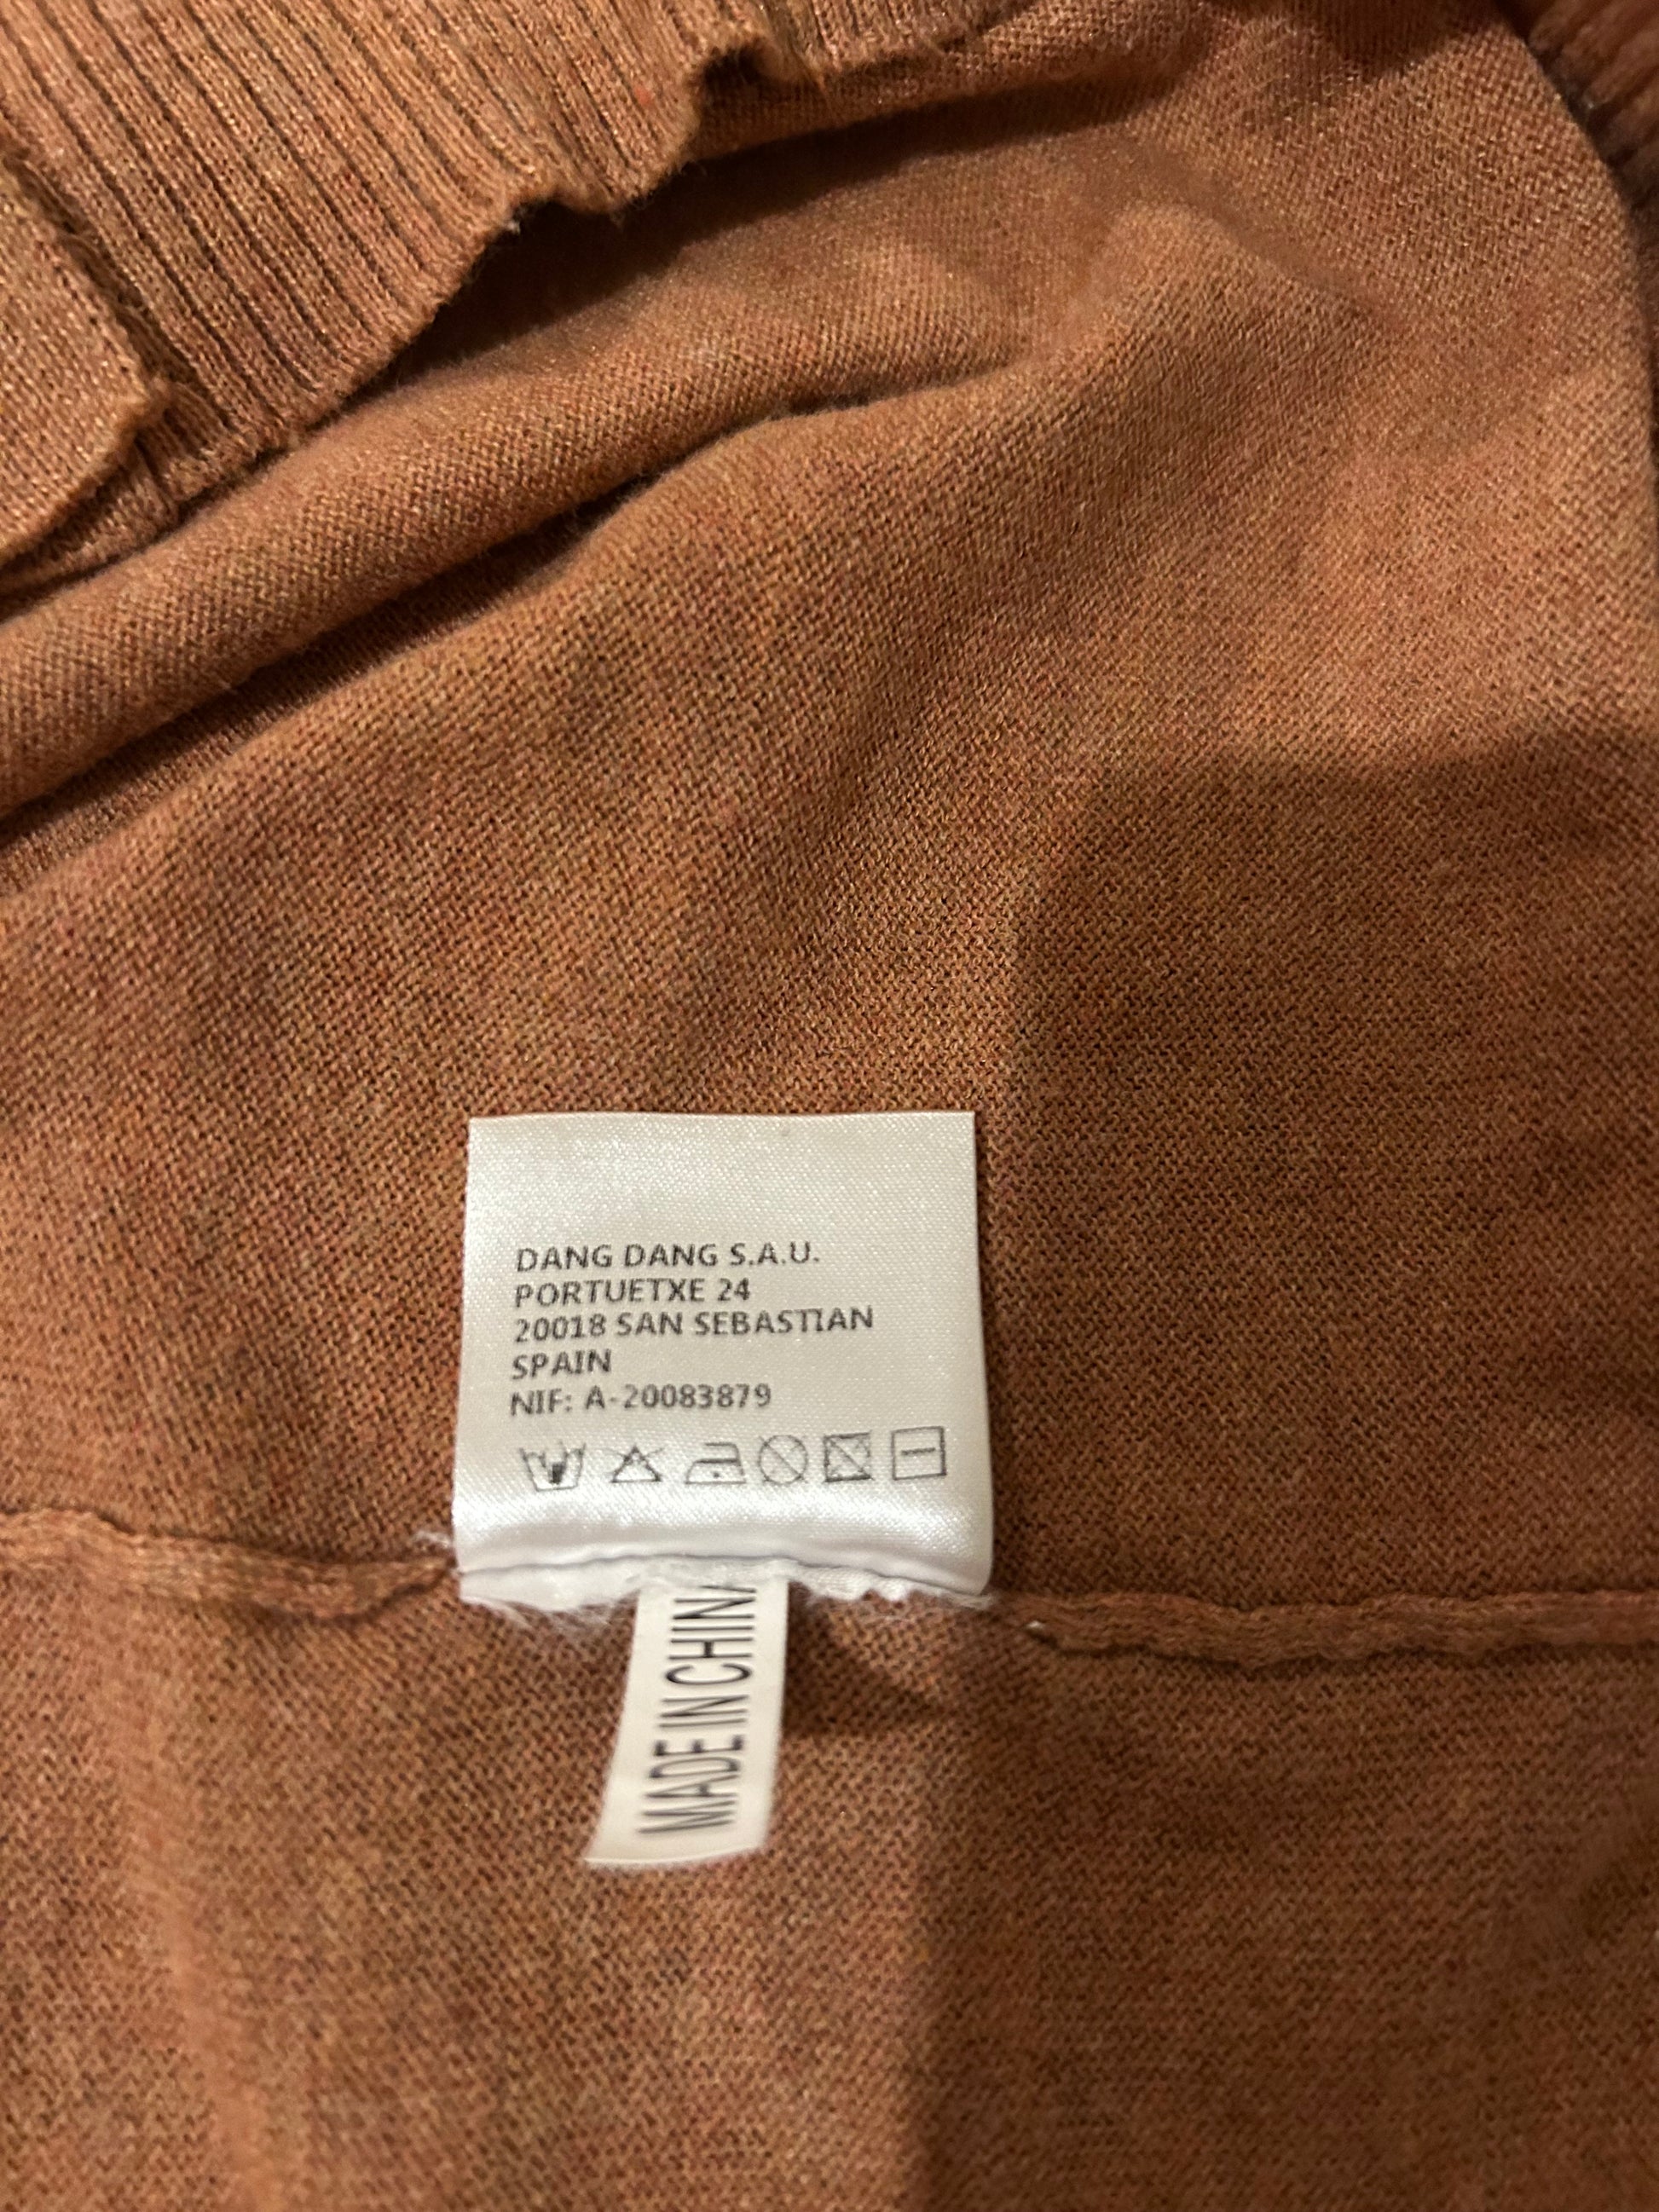 DANG DANG S.A.U.
PORTUETXE 24
20018 SAN SEBASTIAN
SPAIN
NIF: A-20083879
MADE IN CHINA